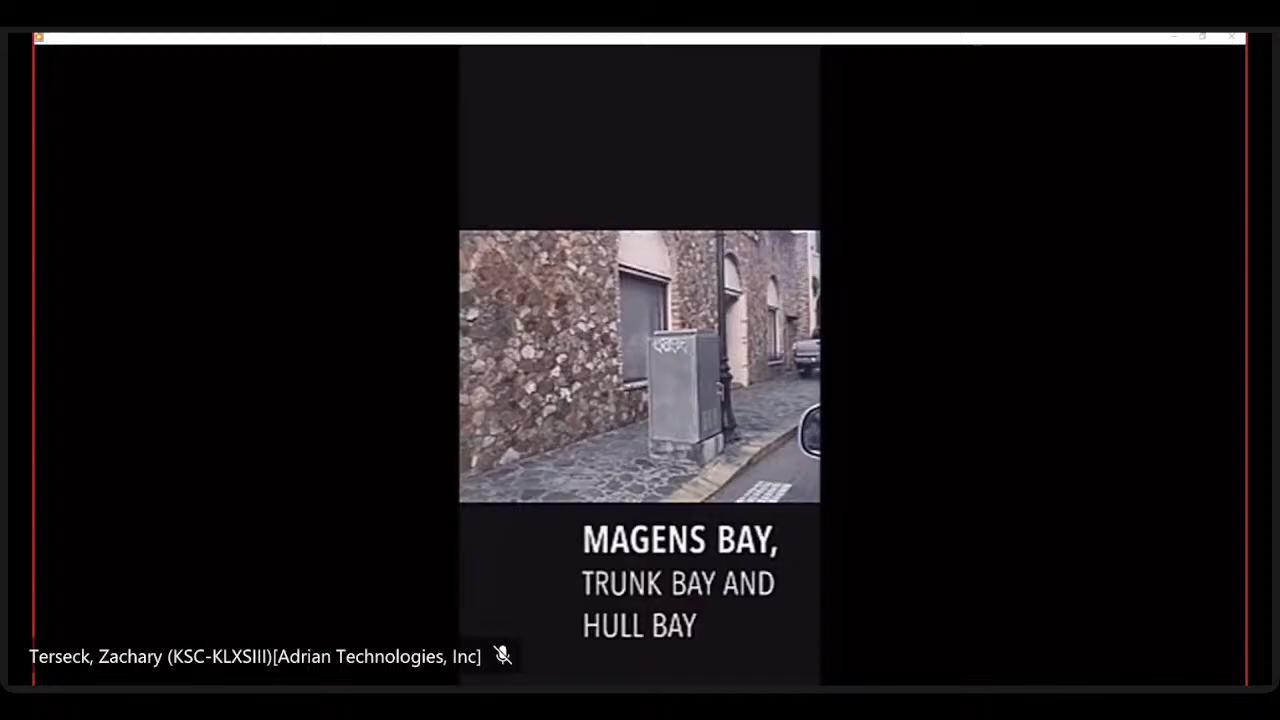 MAGENS BAY,
TRUNK BAY AND
HULL BAY
Terseck, Zachary (KSC-KLXSIII)[Adrian Technologies, Inc]